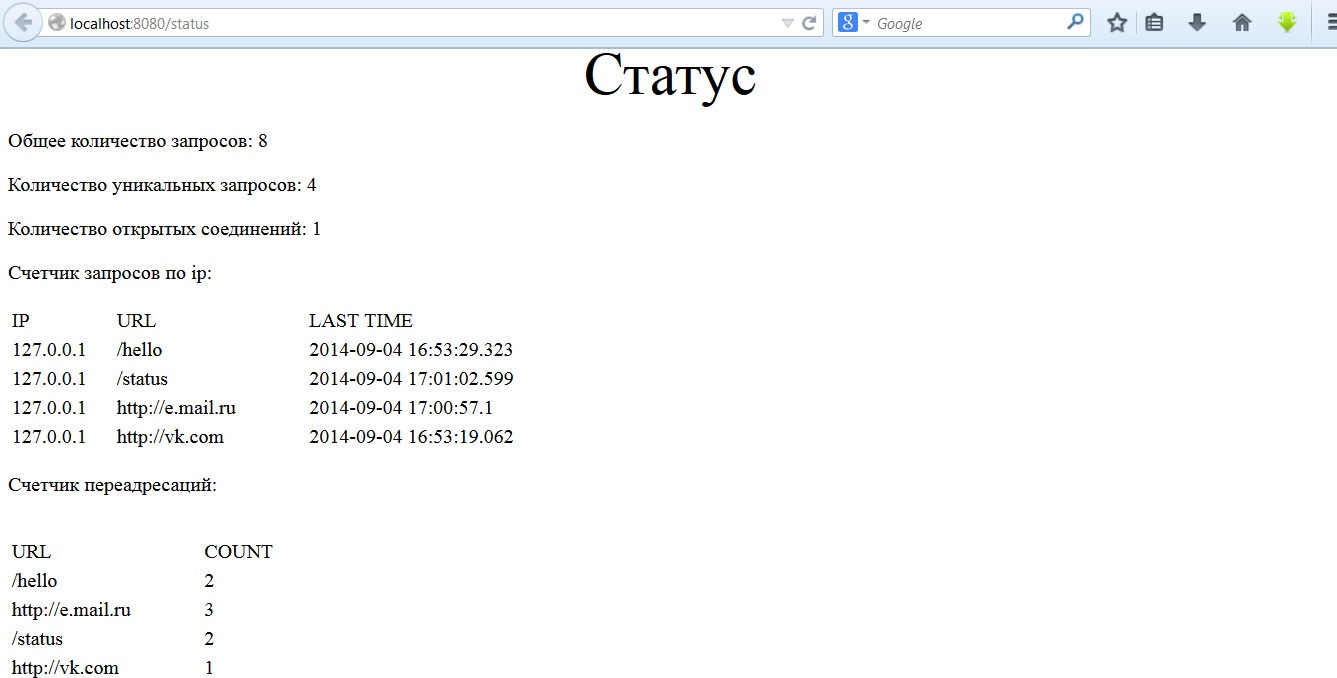 localhost:8080/status
Google
Статус
Общее количество запросов: 8
Количество уникальных запросов: 4
Количество открытых соединений: 1
Счетчик запросов по ip:
IP URL LAST TIME
127.0.0.1 /hello 2014-09-04 16:53:29.323
127.0.0.1 /status 2014-09-04 17:01:02.599
127.0.0.1 http://e.mail.ru 2014-09-04 17:00:57.1
127.0.0.1 http://vk.com 2014-09-04 16:53:19.062
Счетчик переадресаций:
URL COUNT
/hello 2
http://e.mail.ru 3
/status 2
http://vk.com 1